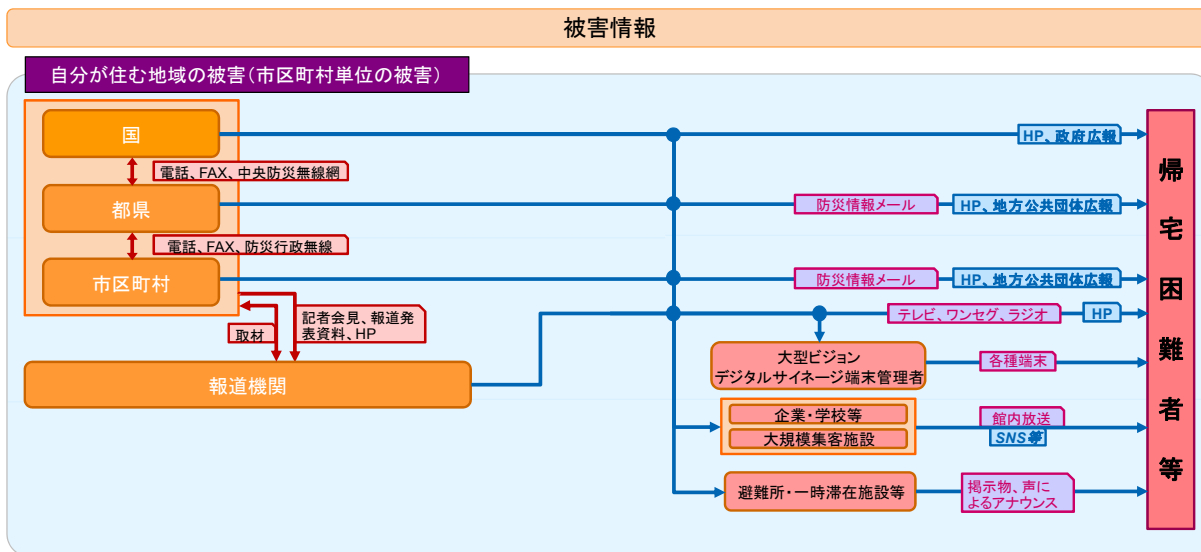 被害情報
自分が住む地域の被害(市区町村単位の被害)
国
HP、政府広報
電話、FAX、中央防災無線網
都県
防災情報メール
HP、地方公共団体広報
電話、FAX、防災行政無線
市区町村
防災情報メール
HP、地方公共団体広報
取材
記者会見、報道発
表資料、HP
テレビ、ワンセグ、ラジオ
HP
報道機関
大型ビジョン
デジタルサイネージ端末管理者
各種端末
企業・学校等
大規模集客施設
館内放送
SNS等
避難所・一時滞在施設等
掲示物、声に
よるアナウンス
帰宅困難者等